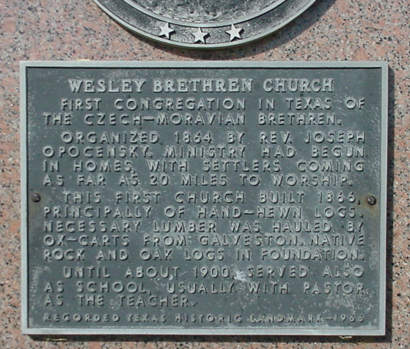 WESLEY BRETHREN CHURCH
FIRST CONGREGATION IN TEXAS OF
THE CZECH-MORAVIAN BRETHREN.
ORGANIZED 1864, BY REV. JOSEPH
OPOCENSKY. MINISTRY HAD BEGUN
IN HOMES, WITH SETTLERS COMING
AS FAR AS 20 MILES TO WORSHIP.
THIS FIRST CHURCH BUILT 1866,
PRINCIPALLY OF HAND-HEWN LOGS.
NECESSARY LUMBER WAS HAULED BY
OX-CARTS FROM GALVESTON. NATIVE
ROCK AND OAK LOGS IN FOUNDATION.
UNTIL ABOUT 1900, SERVED ALSO
AS SCHOOL, USUALLY WITH PASTOR
AS THE TEACHER.
RECORDED TEXAS HISTORIC LANDMARK-1966